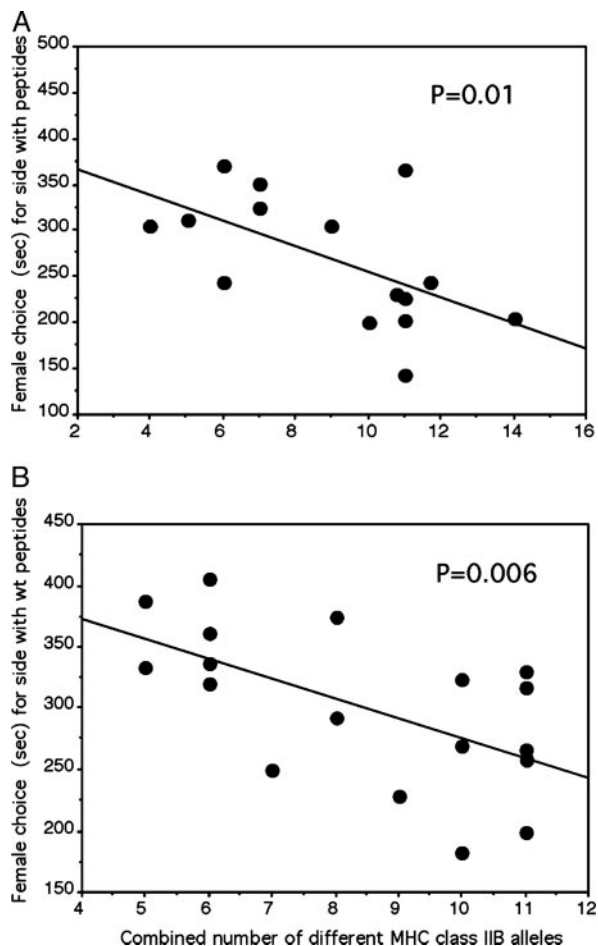 A
Female choice (sec) for side with peptides
500
450
400
350
300
250
200
150
100
P=0.01
2 4 6 8 10 12 14 16
B
Female choice (sec) for side with wt peptides
450
400
350
300
250
200
150
P=0.006
4 5 6 7 8 9 10 11 12
Combined number of different MHC class IIB alleles